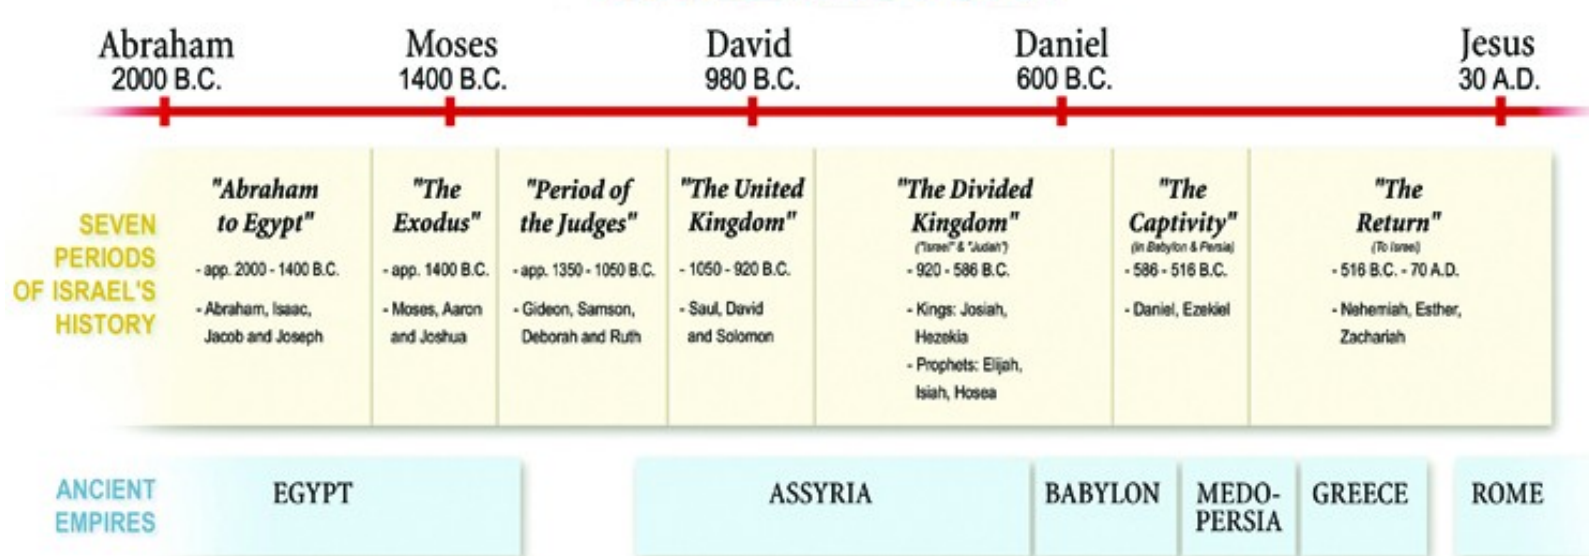 Abraham
2000 B.C.
Moses
1400 B.C.
David
980 B.C.
Daniel
600 B.C.
Jesus
30 A.D.
SEVEN
PERIODS
OF ISRAEL'S
HISTORY
"Abraham
to Egypt"
- app. 2000 - 1400 B.C.
- Abraham, Isaac,
Jacob and Joseph
"The
Exodus"
- app. 1400 B.C.
- Moses, Aaron
and Joshua
"Period of
the Judges"
- app. 1350 - 1050 B.C.
- Gideon, Samson,
Deborah and Ruth
"The United
Kingdom"
- 1050 - 920 B.C.
- Saul, David
and Solomon
"The Divided
Kingdom"
("Israel" & "Judah")
- 920 - 586 B.C.
- Kings: Josiah,
Hezekia
- Prophets: Elijah,
Isiah, Hosea
"The
Captivity"
(in Babylon & Persia)
- 586 - 516 B.C.
- Daniel, Ezekiel
"The
Return"
(To Israel)
- 516 B.C. - 70 A.D.
- Nehemiah, Esther,
Zachariah
ANCIENT
EMPIRES
EGYPT
ASSYRIA
BABYLON
MEDO-
PERSIA
GREECE
ROME